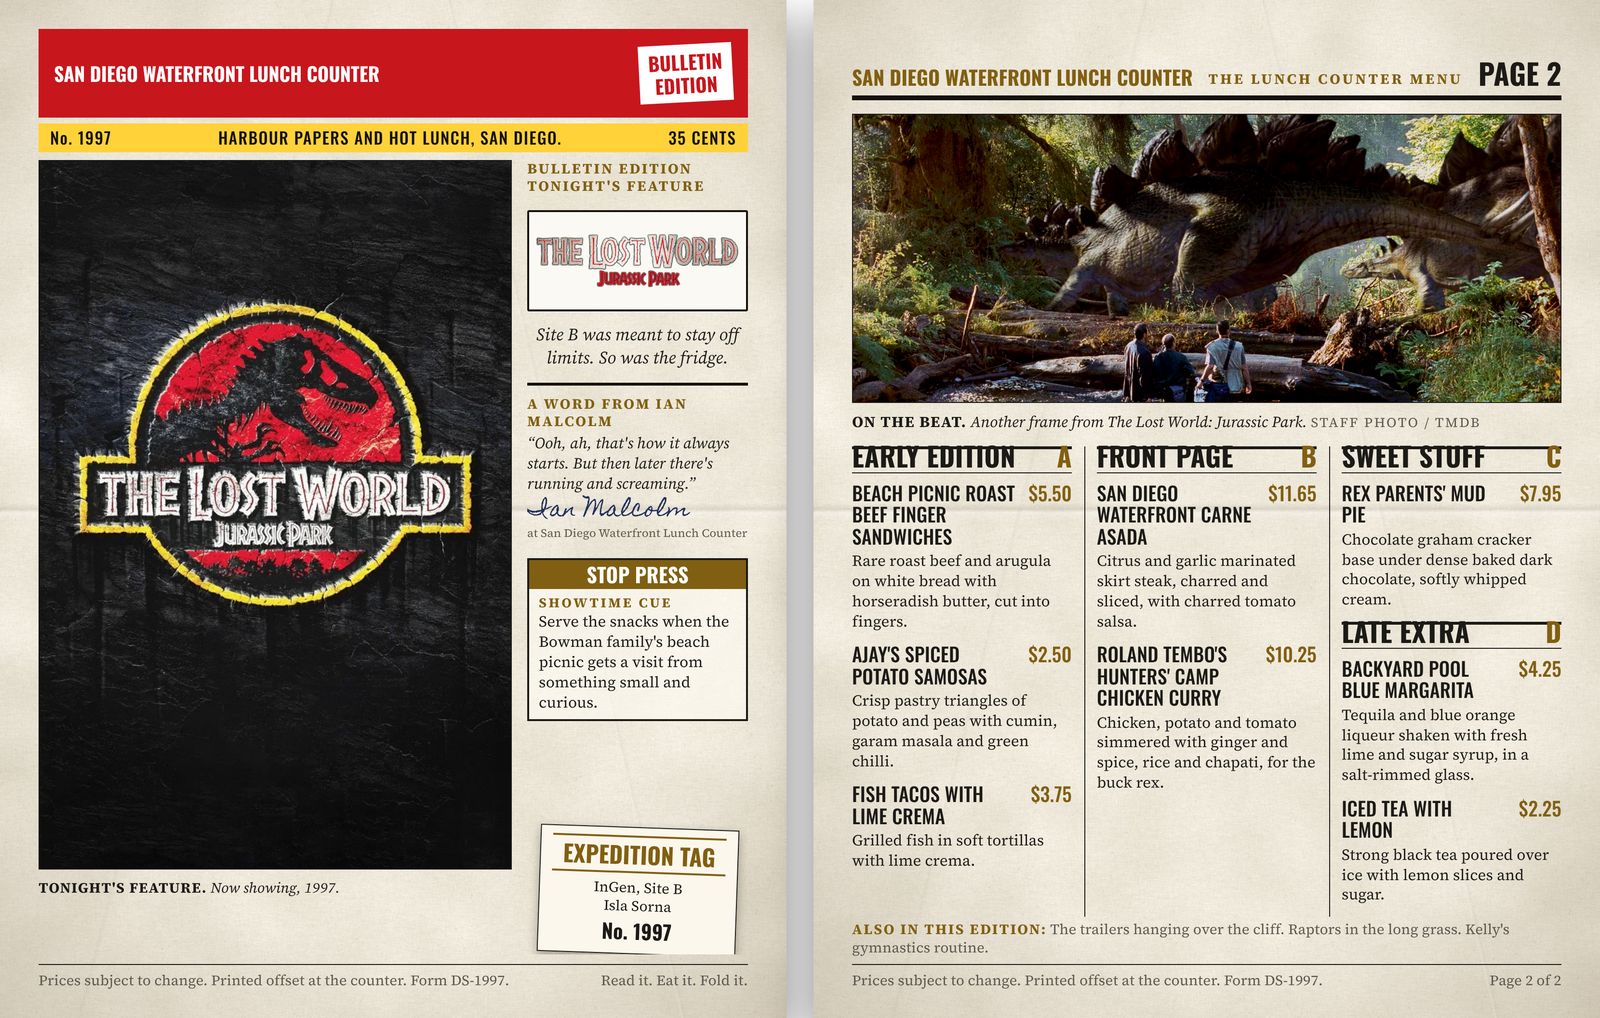 SAN DIEGO WATERFRONT LUNCH COUNTER
BULLETIN
EDITION
No. 1997
HARBOUR PAPERS AND HOT LUNCH, SAN DIEGO.
35 CENTS
THE LOST WORLD
JURASSIC PARK
TONIGHT'S FEATURE. Now showing, 1997.
BULLETIN EDITION
TONIGHT'S FEATURE
THE LOST WORLD
JURASSIC PARK
Site B was meant to stay off
limits. So was the fridge.
A WORD FROM IAN
MALCOLM
“Ooh, ah, that's how it always
starts. But then later there's
running and screaming.”
Ian Malcolm
at San Diego Waterfront Lunch Counter
STOP PRESS
SHOWTIME CUE
Serve the snacks when the
Bowman family's beach
picnic gets a visit from
something small and
curious.
EXPEDITION TAG
InGen, Site B
Isla Sorna
No. 1997
Prices subject to change. Printed offset at the counter. Form DS-1997.
Read it. Eat it. Fold it.
SAN DIEGO WATERFRONT LUNCH COUNTER
THE LUNCH COUNTER MENU
PAGE 2
ON THE BEAT. Another frame from The Lost World: Jurassic Park. STAFF PHOTO / TMDB
EARLY EDITION A
BEACH PICNIC ROAST $5.50
BEEF FINGER
SANDWICHES
Rare roast beef and arugula
on white bread with
horseradish butter, cut into
fingers.
AJAY'S SPICED $2.50
POTATO SAMOSAS
Crisp pastry triangles of
potato and peas with cumin,
garam masala and green
chilli.
FISH TACOS WITH $3.75
LIME CREMA
Grilled fish in soft tortillas
with lime crema.
FRONT PAGE B
SAN DIEGO $11.65
WATERFRONT CARNE
ASADA
Citrus and garlic marinated
skirt steak, charred and
sliced, with charred tomato
salsa.
ROLAND TEMBO'S $10.25
HUNTERS' CAMP
CHICKEN CURRY
Chicken, potato and tomato
simmered with ginger and
spice, rice and chapati, for the
buck rex.
SWEET STUFF C
REX PARENTS' MUD $7.95
PIE
Chocolate graham cracker
base under dense baked dark
chocolate, softly whipped
cream.
LATE EXTRA D
BACKYARD POOL $4.25
BLUE MARGARITA
Tequila and blue orange
liqueur shaken with fresh
lime and sugar syrup, in a
salt-rimmed glass.
ICED TEA WITH $2.25
LEMON
Strong black tea poured over
ice with lemon slices and
sugar.
ALSO IN THIS EDITION: The trailers hanging over the cliff. Raptors in the long grass. Kelly's
gymnastics routine.
Prices subject to change. Printed offset at the counter. Form DS-1997.
Page 2 of 2